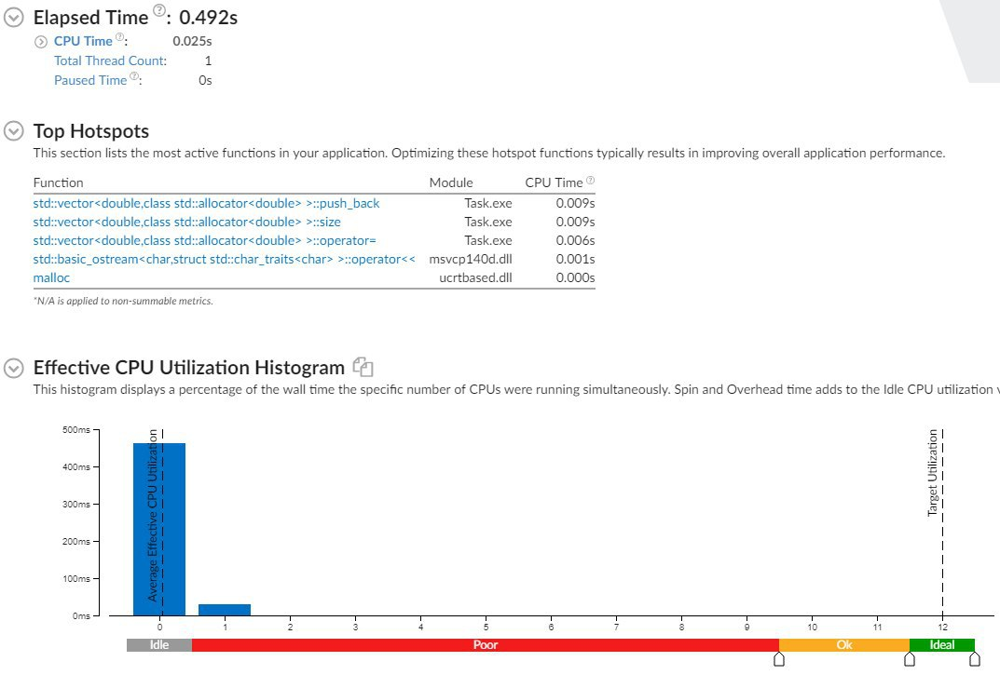 Elapsed Time ?: 0.492s
CPU Time ?: 0.025s
Total Thread Count: 1
Paused Time ?: 0s
Top Hotspots
This section lists the most active functions in your application. Optimizing these hotspot functions typically results in improving overall application performance.
Function Module CPU Time ?
std::vector<double,class std::allocator<double> >::push_back Task.exe 0.009s
std::vector<double,class std::allocator<double> >::size Task.exe 0.009s
std::vector<double,class std::allocator<double> >::operator= Task.exe 0.006s
std::basic_ostream<char,struct std::char_traits<char> >::operator<< msvcp140d.dll 0.001s
malloc ucrtbased.dll 0.000s
*N/A is applied to non-summable metrics.
Effective CPU Utilization Histogram
This histogram displays a percentage of the wall time the specific number of CPUs were running simultaneously. Spin and Overhead time adds to the Idle CPU utilization
500ms
400ms
300ms
200ms
100ms
0ms
Average Effective CPU Utilization
Target Utilization
0 1 2 3 4 5 6 7 8 9 10 11 12
Idle Poor Ok Ideal